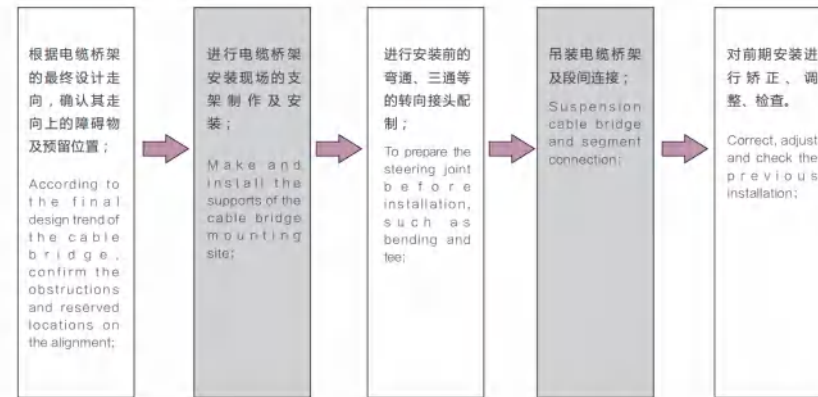 根据电缆桥架
的最终设计走
向，确认其走
向上的障碍物
及预留位置；
According to
the final
design trend of
the cable
bridge,
confirm the
obstructions
and reserved
locations on
the alignment;
进行电缆桥架
安装现场的支
架制作及安
装；
Make and
install the
supports of the
cable bridge
mounting
site;
进行安装前的
弯通、三通等
的转向接头配
制；
To prepare the
steering joint
before
installation,
such as
bending and
tee;
吊装电缆桥架
及段间连接；
Suspension
cable bridge
and segment
connection;
对前期安装进
行矫正、调
整、检查。
Correct, adjust
and check the
previous
installation;